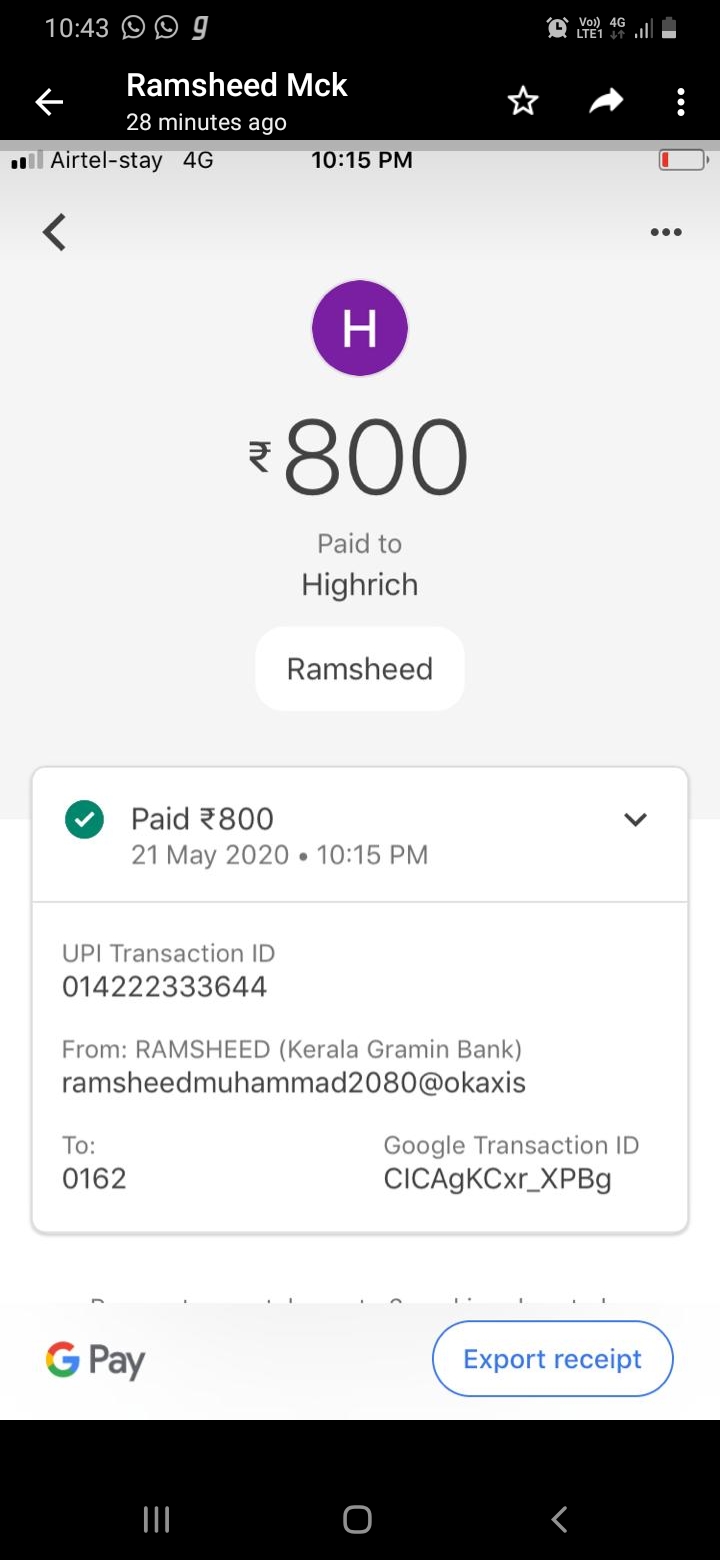 10:43 Vo) LTE1 4G
Ramsheed Mck
28 minutes ago
Airtel-stay 4G 10:15 PM
H
₹800
Paid to
Highrich
Ramsheed
Paid ₹800
21 May 2020 • 10:15 PM
UPI Transaction ID
014222333644
From: RAMSHEED (Kerala Gramin Bank)
ramsheedmuhammad2080@okaxis
To: Google Transaction ID
0162 CICAgKCxr_XPBg
G Pay Export receipt